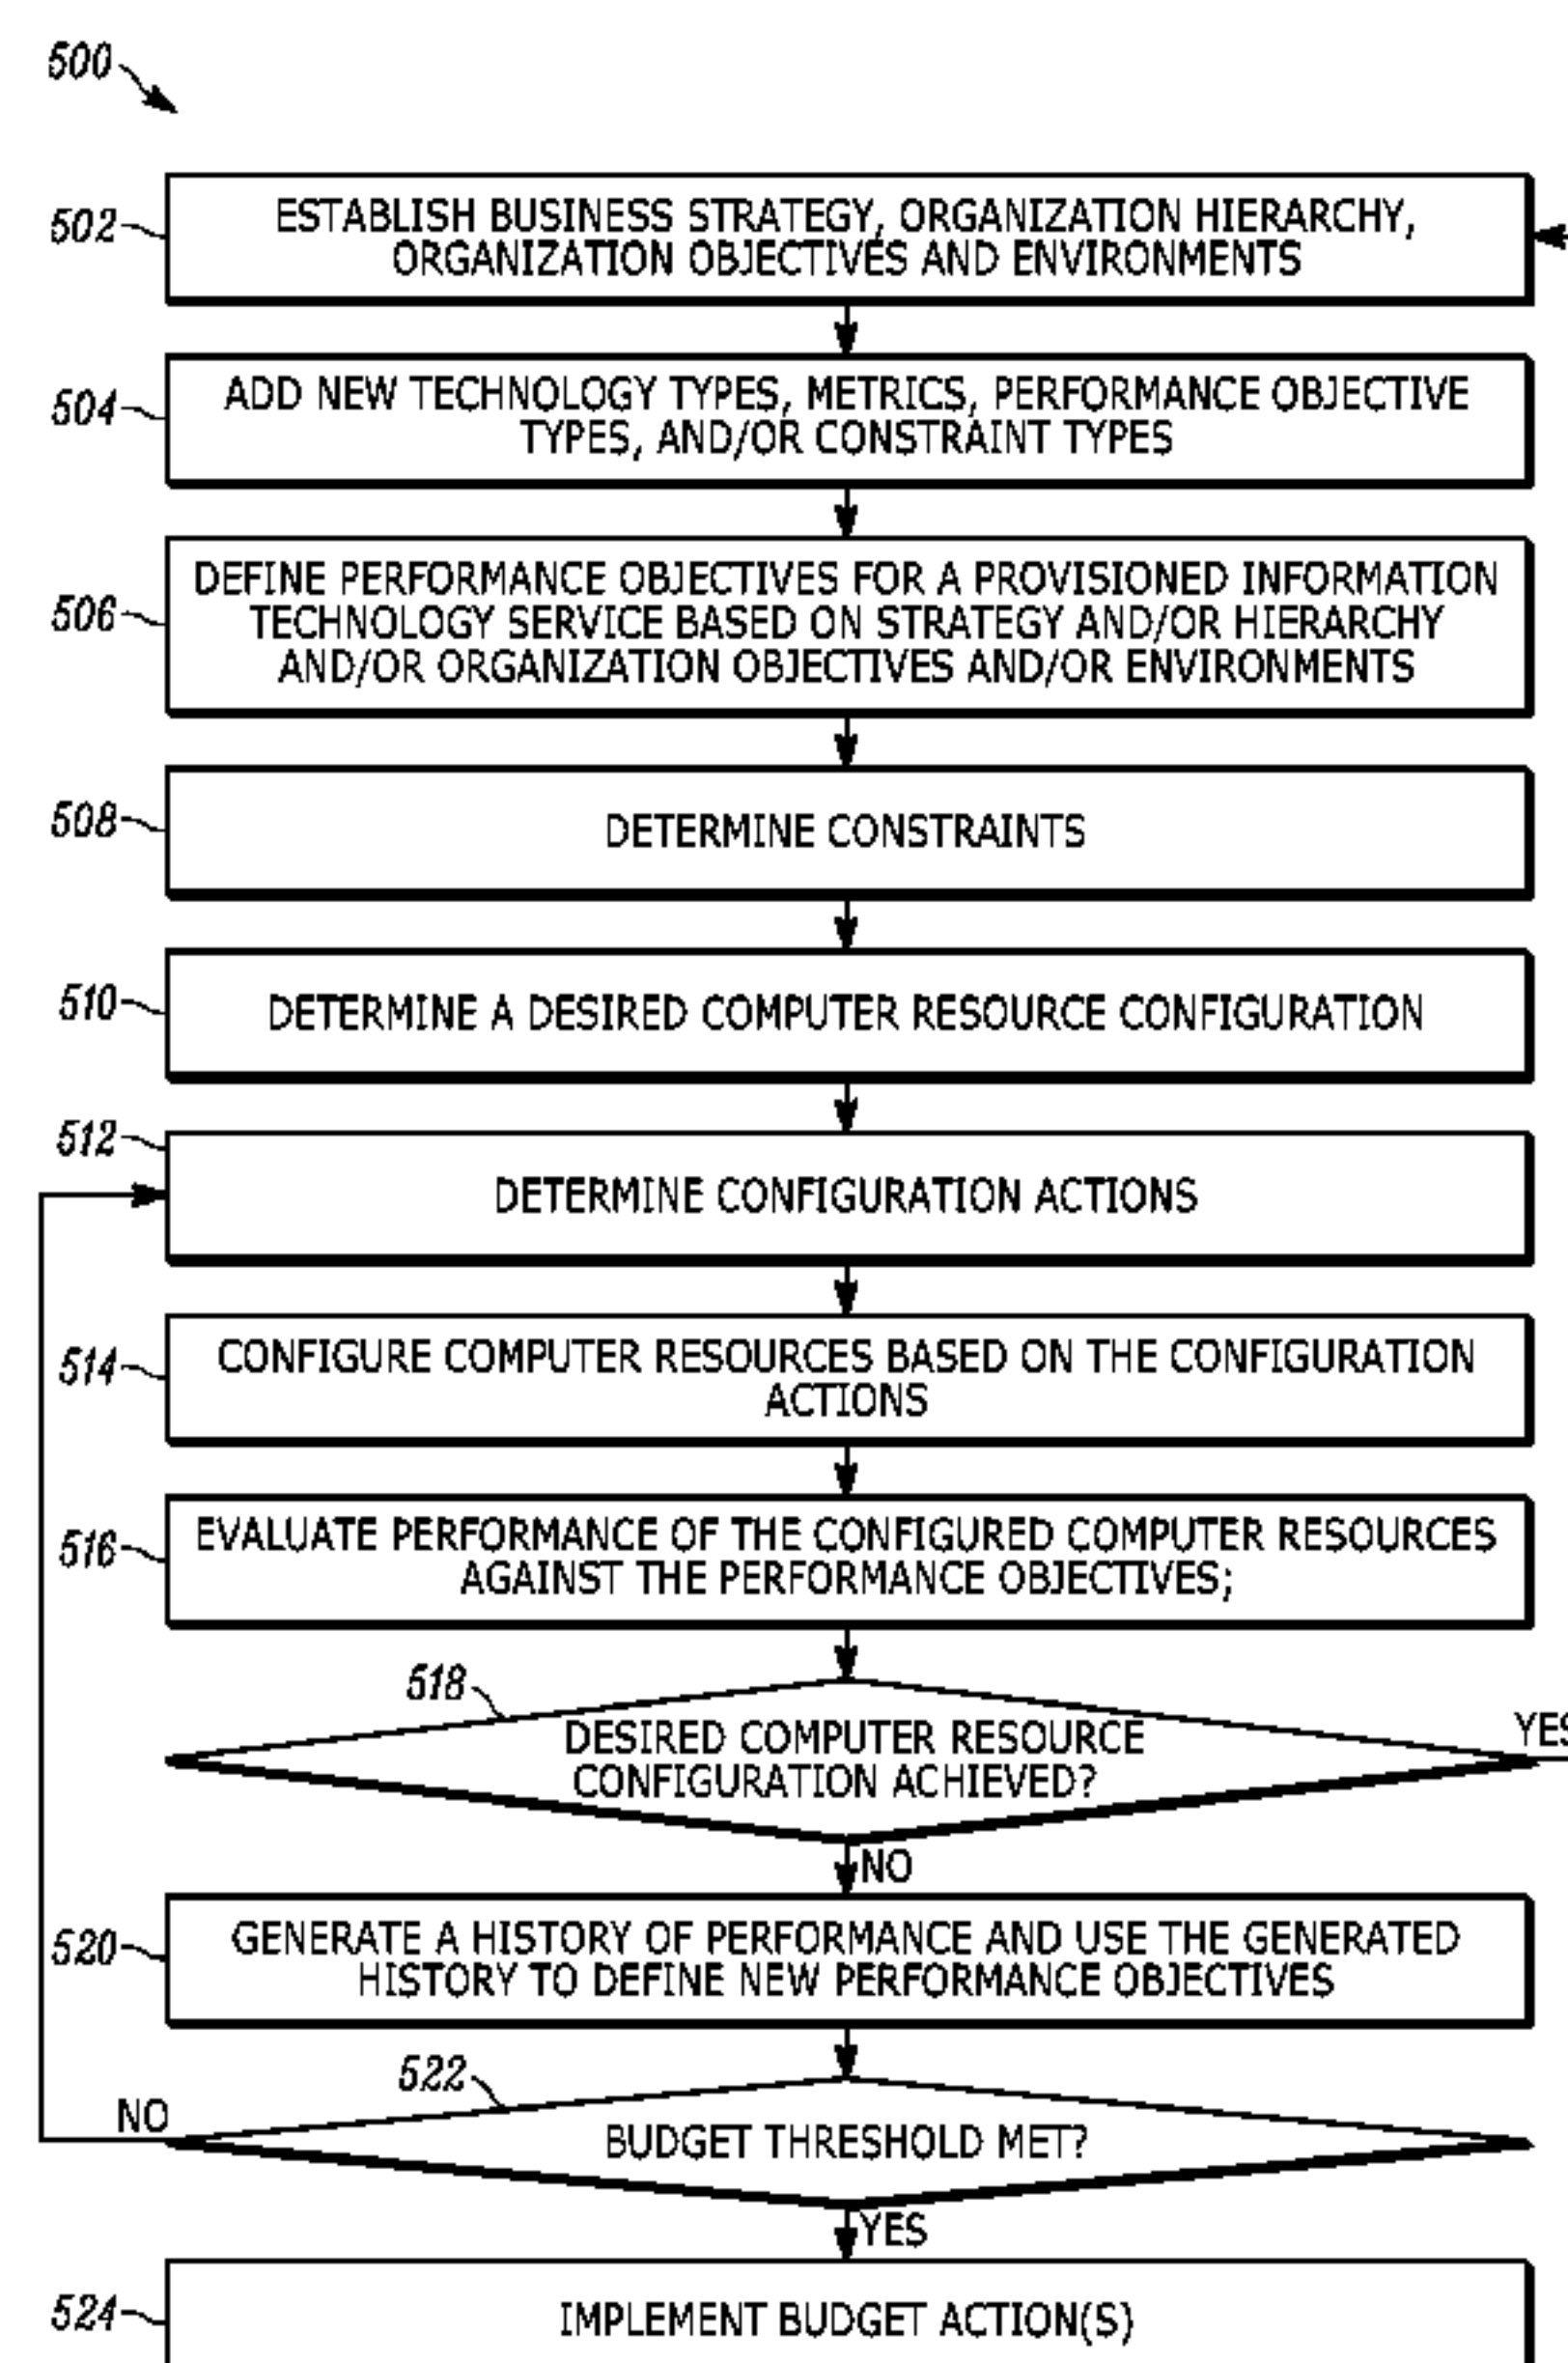 500
502
ESTABLISH BUSINESS STRATEGY, ORGANIZATION HIERARCHY,
ORGANIZATION OBJECTIVES AND ENVIRONMENTS
504
ADD NEW TECHNOLOGY TYPES, METRICS, PERFORMANCE OBJECTIVE
TYPES, AND/OR CONSTRAINT TYPES
506
DEFINE PERFORMANCE OBJECTIVES FOR A PROVISIONED INFORMATION
TECHNOLOGY SERVICE BASED ON STRATEGY AND/OR HIERARCHY
AND/OR ORGANIZATION OBJECTIVES AND/OR ENVIRONMENTS
508
DETERMINE CONSTRAINTS
510
DETERMINE A DESIRED COMPUTER RESOURCE CONFIGURATION
512
DETERMINE CONFIGURATION ACTIONS
514
CONFIGURE COMPUTER RESOURCES BASED ON THE CONFIGURATION
ACTIONS
516
EVALUATE PERFORMANCE OF THE CONFIGURED COMPUTER RESOURCES
AGAINST THE PERFORMANCE OBJECTIVES;
518
DESIRED COMPUTER RESOURCE
CONFIGURATION ACHIEVED?
YES
NO
520
GENERATE A HISTORY OF PERFORMANCE AND USE THE GENERATED
HISTORY TO DEFINE NEW PERFORMANCE OBJECTIVES
522
NO
BUDGET THRESHOLD MET?
YES
524
IMPLEMENT BUDGET ACTION(S)